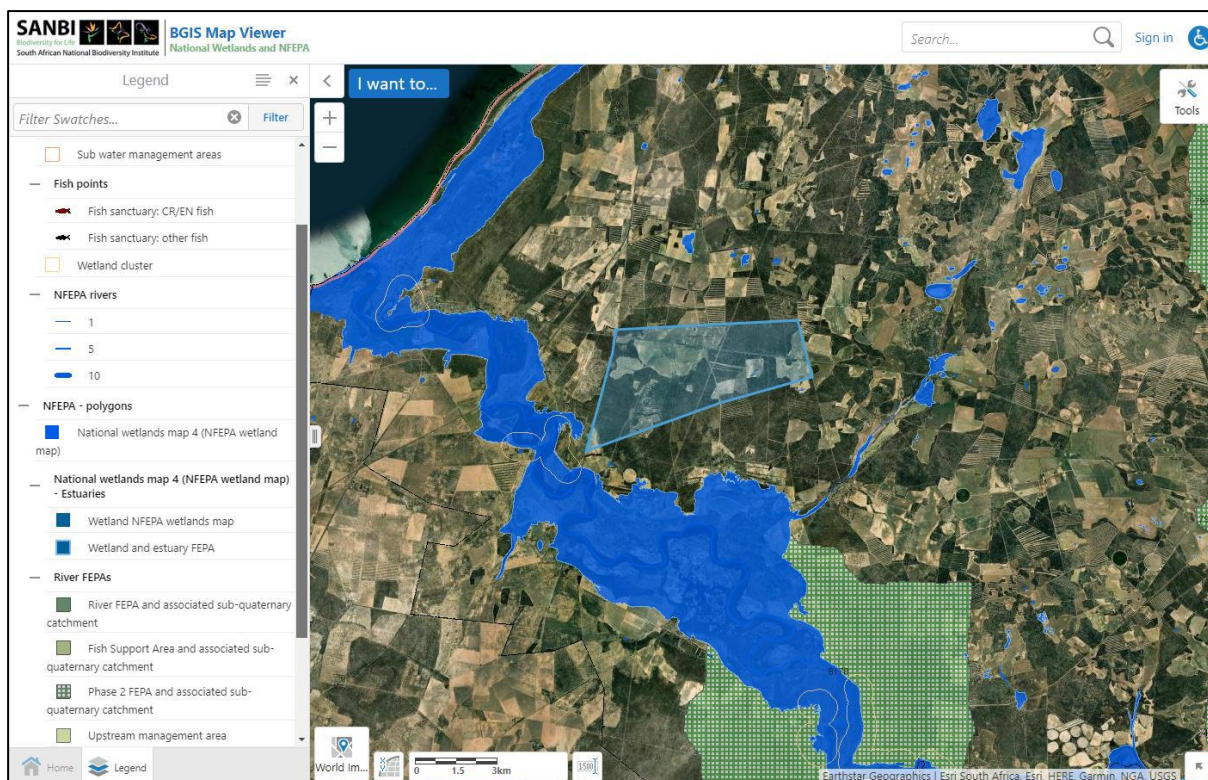 SANBI
Biodiversity for Life
South African National Biodiversity Institute
BGIS Map Viewer
National Wetlands and NFEPA
Search...
Sign in
Legend
Filter Swatches...
Filter
Sub water management areas
Fish points
Fish sanctuary: CR/EN fish
Fish sanctuary: other fish
Wetland cluster
NFEPA rivers
1
5
10
NFEPA - polygons
National wetlands map 4 (NFEPA wetland
map)
National wetlands map 4 (NFEPA wetland map)
- Estuaries
Wetland NFEPA wetlands map
Wetland and estuary FEPA
River FEPAs
River FEPA and associated sub-quaternary
catchment
Fish Support Area and associated sub-
quaternary catchment
Phase 2 FEPA and associated sub-
quaternary catchment
Upstream management area
Home
Legend
I want to...
Tools
World Im...
0 1.5 3km
Earthstar Geographics | Esri South Africa, Esri, HERE, Garmin, NGA, USGS